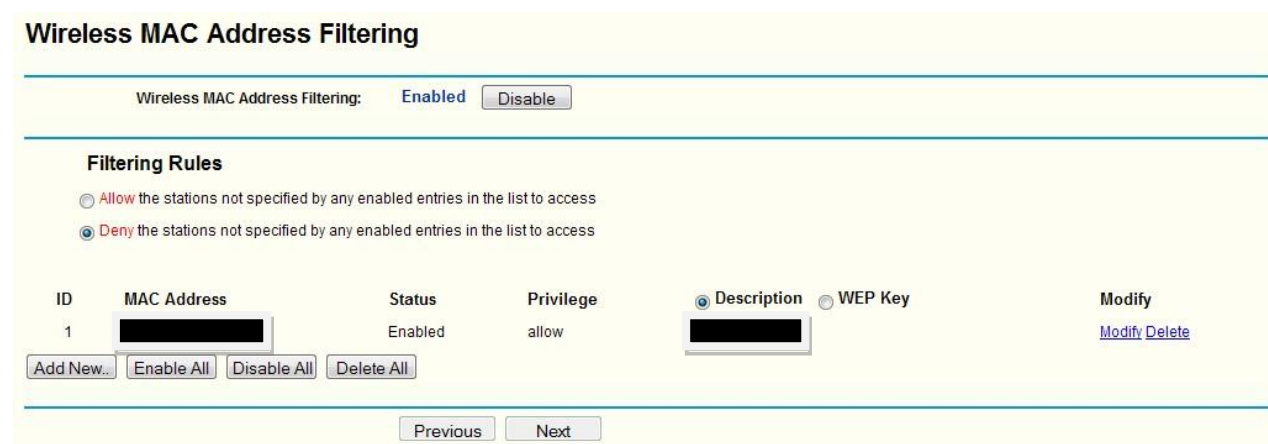 Wireless MAC Address Filtering
Wireless MAC Address Filtering: Enabled Disable
Filtering Rules
Allow the stations not specified by any enabled entries in the list to access
Deny the stations not specified by any enabled entries in the list to access
ID MAC Address Status Privilege Description WEP Key Modify
1 Enabled allow Modify Delete
Add New.. Enable All Disable All Delete All
Previous Next